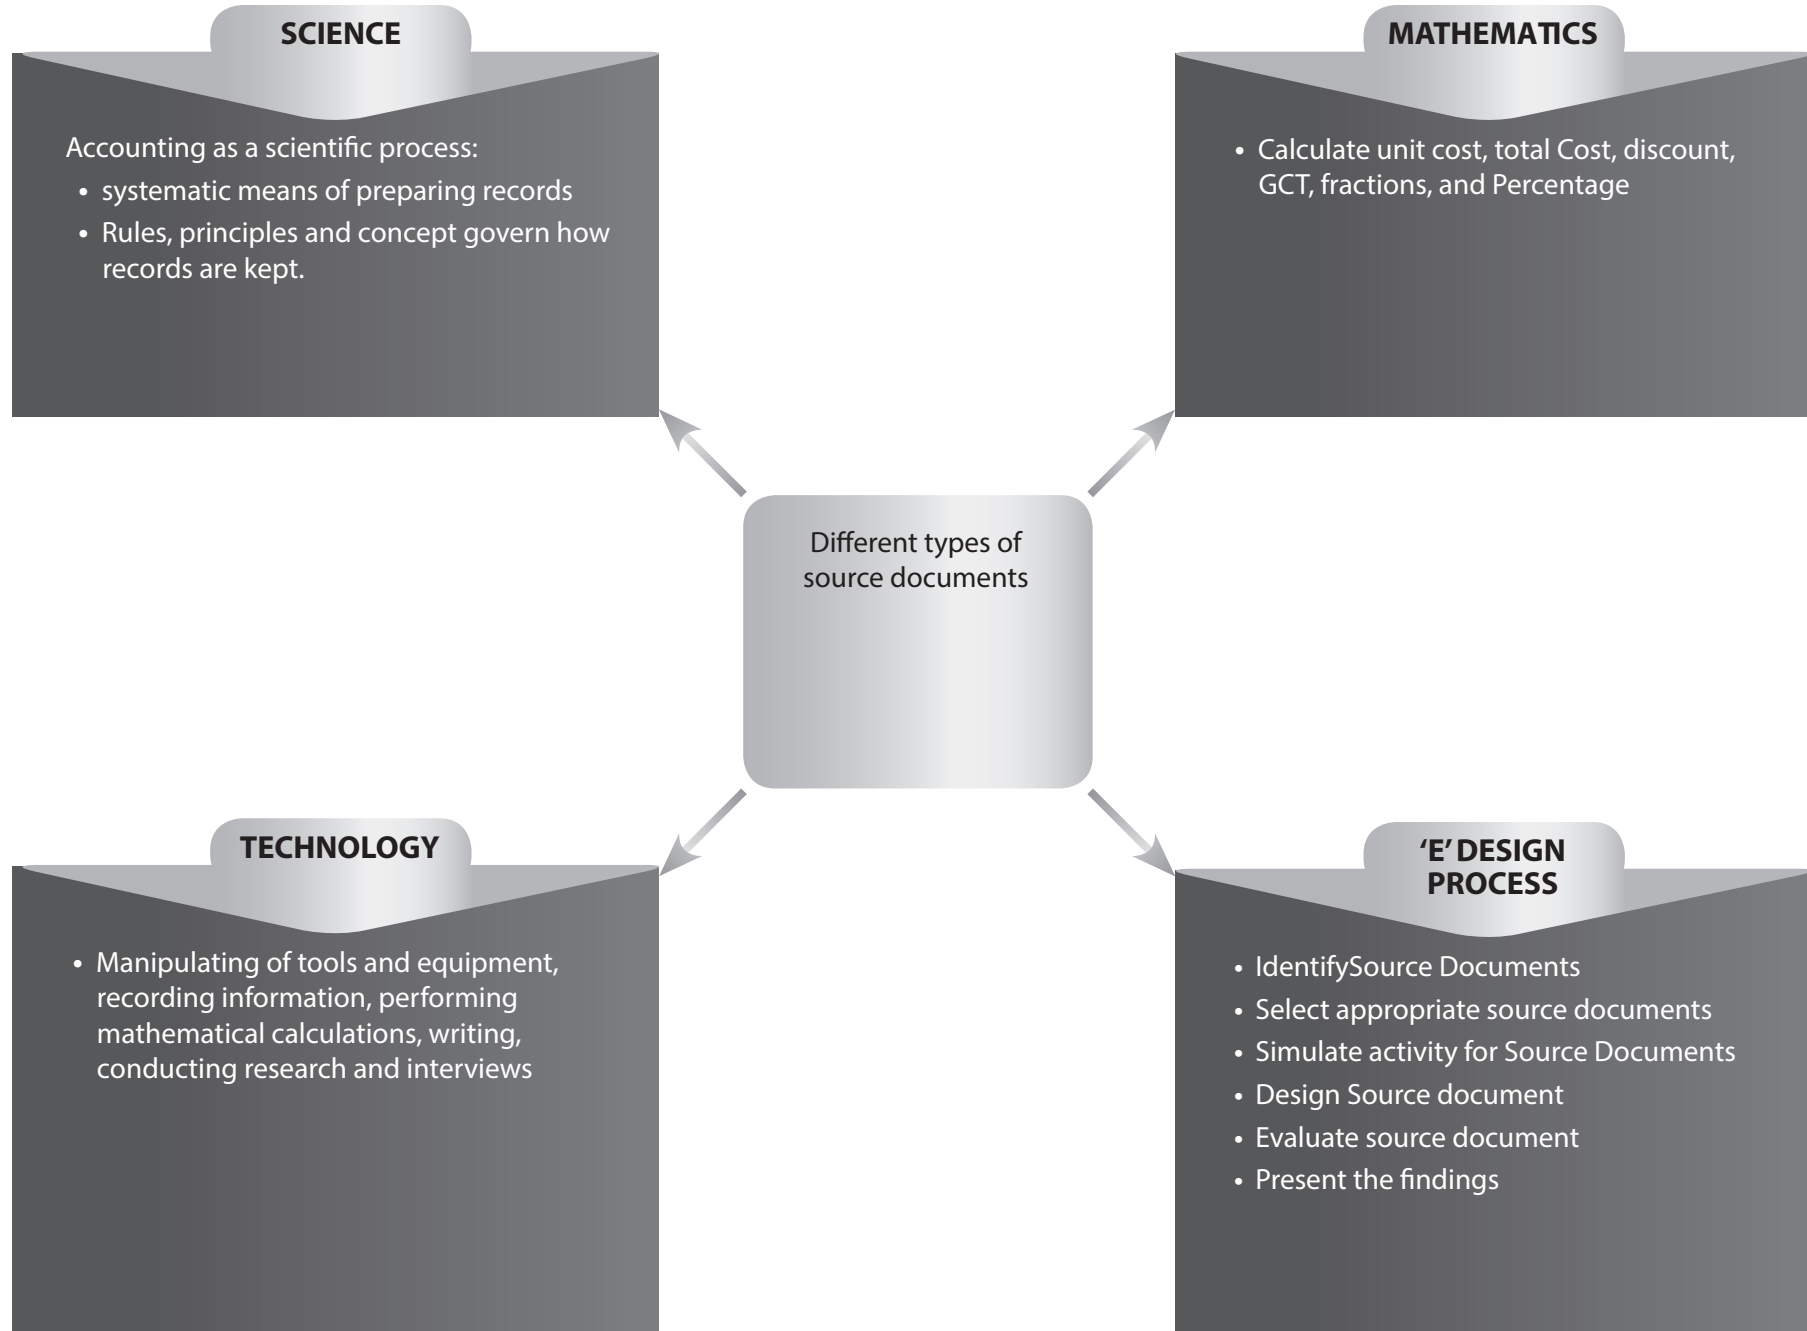 SCIENCE
Accounting as a scientific process:
• systematic means of preparing records
• Rules, principles and concept govern how
records are kept.
MATHEMATICS
• Calculate unit cost, total Cost, discount,
GCT, fractions, and Percentage
Different types of
source documents
TECHNOLOGY
• Manipulating of tools and equipment,
recording information, performing
mathematical calculations, writing,
conducting research and interviews
‘E’ DESIGN
PROCESS
• IdentifySource Documents
• Select appropriate source documents
• Simulate activity for Source Documents
• Design Source document
• Evaluate source document
• Present the findings